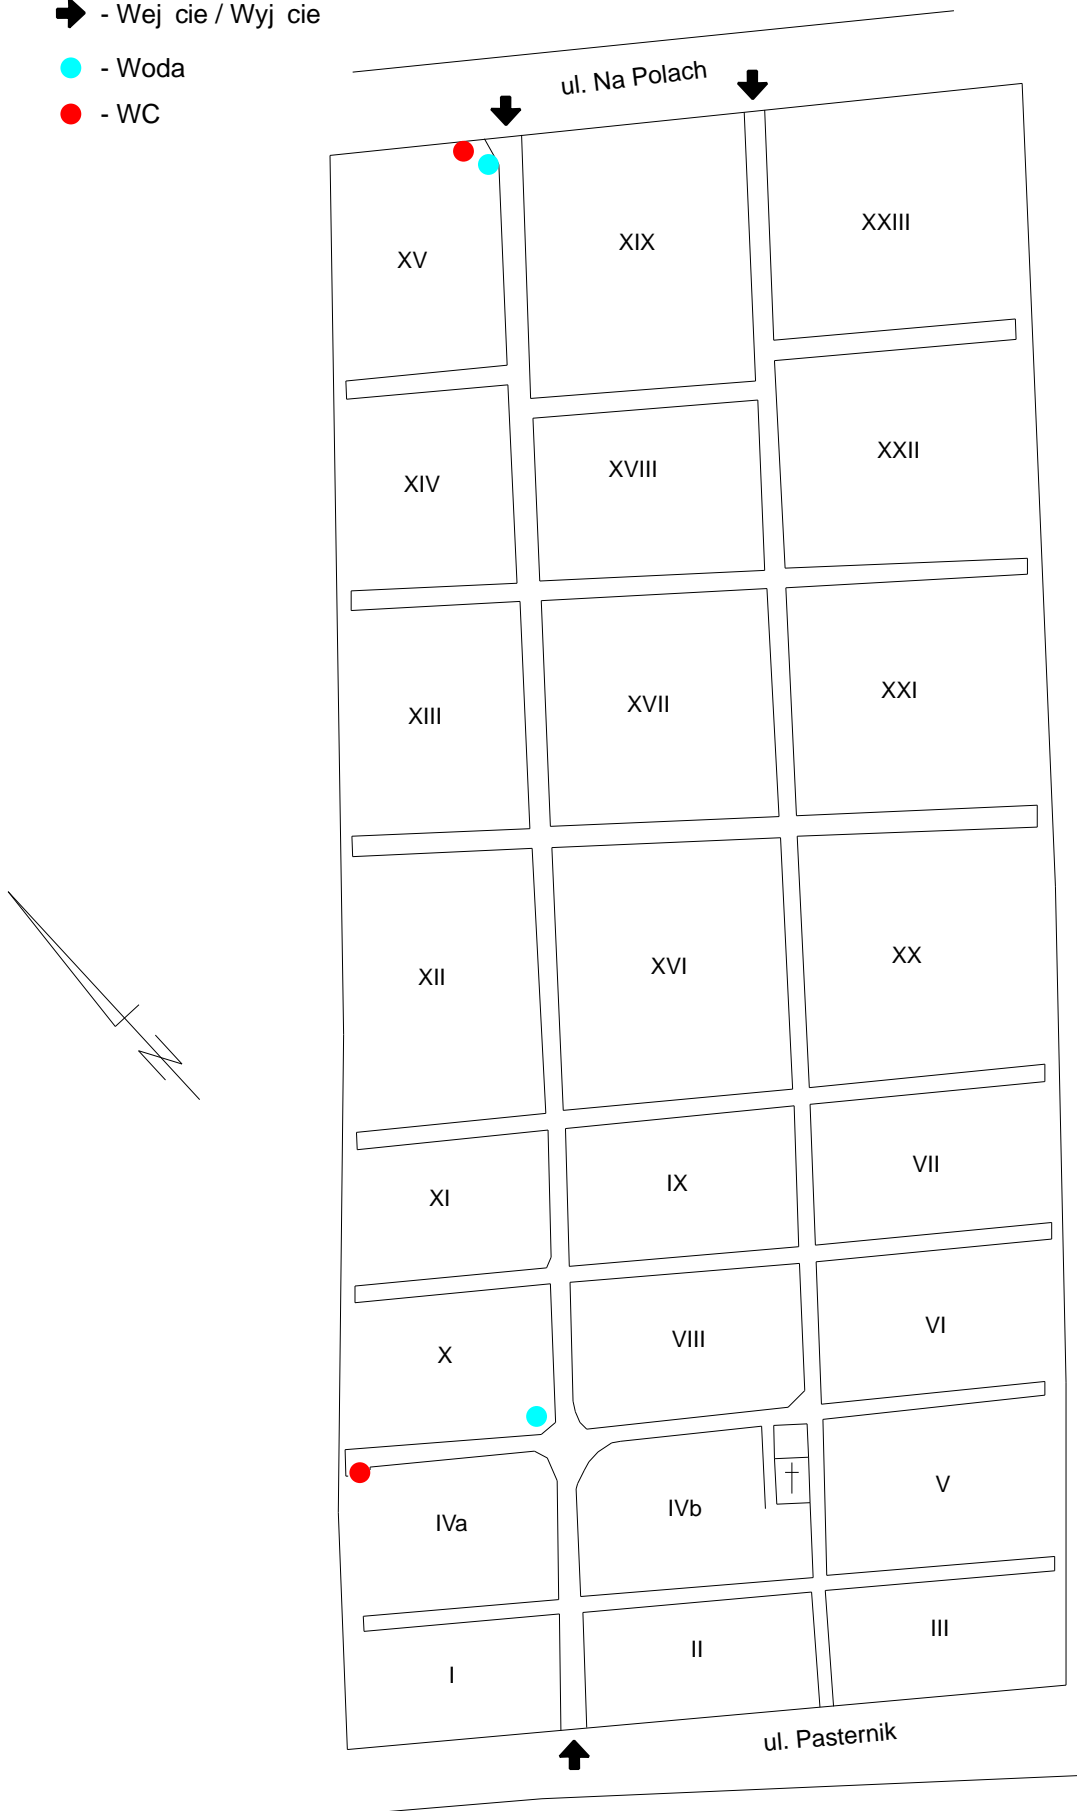 - Wej cie / Wyj cie
- Woda
- WC
ul. Na Polach
XV
XIX
XXIII
XIV
XVIII
XXII
XIII
XVII
XXI
XII
XVI
XX
XI
IX
VII
X
VIII
VI
IVa
IVb
V
I
II
III
N
ul. Pasternik